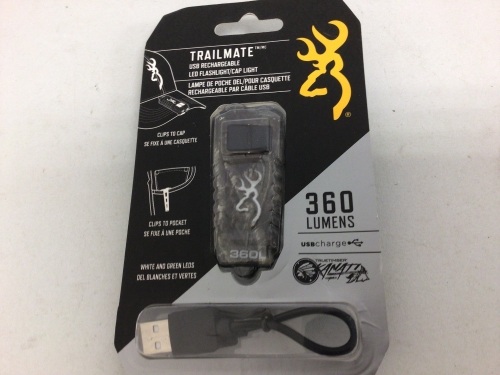 TRAILMATE
USB RECHARGEABLE
LED FLASHLIGHT/CAP LIGHT
LAMPE DE POCHE DEL/POUR CASQUETTE
RECHARGEABLE PAR CÂBLE USB
CLIPS TO CAP
SE FIXE À UNE CASQUETTE
CLIPS TO POCKET
SE FIXE À UNE POCHE
WHITE AND GREEN LEDS
DEL BLANCHES ET VERTES
360
360
LUMENS
USBcharge
KAMATI